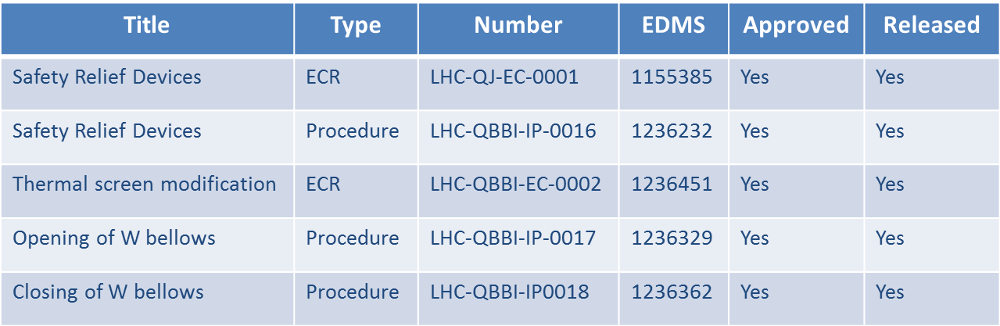 Title Type Number EDMS Approved Released
Safety Relief Devices ECR LHC-QJ-EC-0001 1155385 Yes Yes
Safety Relief Devices Procedure LHC-QBBI-IP-0016 1236232 Yes Yes
Thermal screen modification ECR LHC-QBBI-EC-0002 1236451 Yes Yes
Opening of W bellows Procedure LHC-QBBI-IP-0017 1236329 Yes Yes
Closing of W bellows Procedure LHC-QBBI-IP0018 1236362 Yes Yes